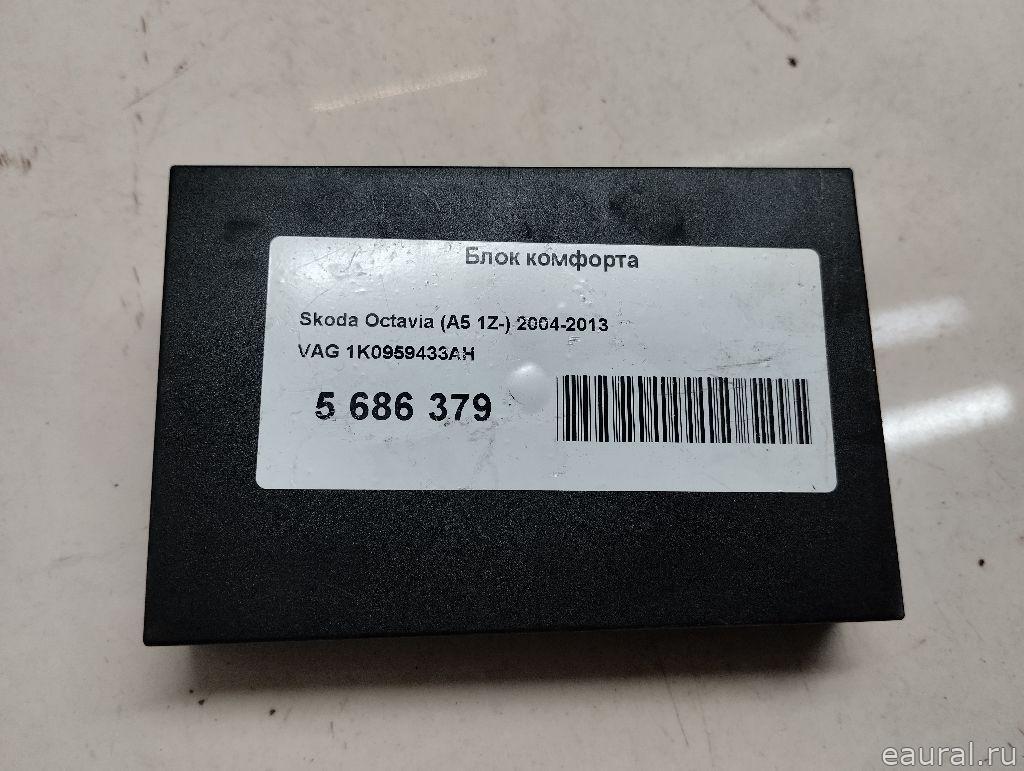 Блок комфорта
Skoda Octavia (A5 1Z-) 2004-2013
VAG 1K0959433AH
5 686 379
eaural.ru